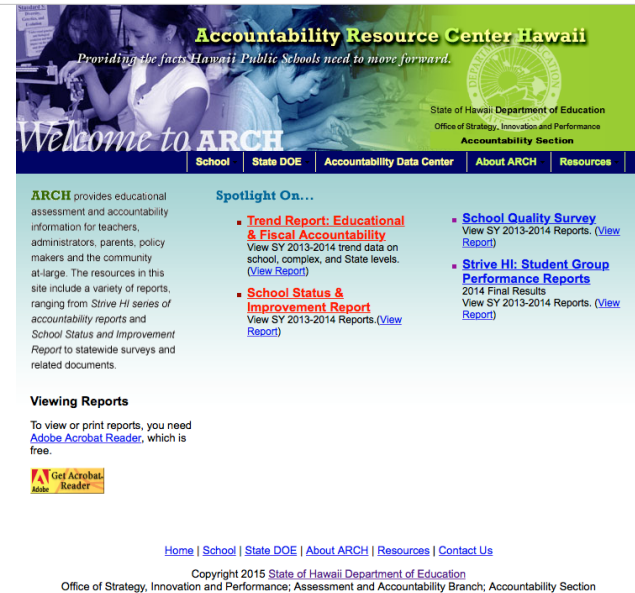 Standard 5:
Accountability Resource Center Hawaii
Providing the facts Hawaii Public Schools need to move forward.
State of Hawaii Department of Education
Office of Strategy, Innovation and Performance
Accountability Section
Welcome to ARCH
School | State DOE | Accountability Data Center | About ARCH | Resources
ARCH provides educational
assessment and accountability
information for teachers,
administrators, parents, policy
makers and the community
at-large. The resources in this
site include a variety of reports,
ranging from Strive HI series of
accountability reports and
School Status and Improvement
Report to statewide surveys and
related documents.
Viewing Reports
To view or print reports, you need
Adobe Acrobat Reader, which is
free.
Get Acrobat
Reader
Adobe
Spotlight On...
Trend Report: Educational
& Fiscal Accountability
View SY 2013-2014 trend data on
school, complex, and State levels.
(View Report)
School Status &
Improvement Report
View SY 2013-2014 Reports.(View
Report)
School Quality Survey
View SY 2013-2014 Reports. (View
Report)
Strive HI: Student Group
Performance Reports
2014 Final Results
View SY 2013-2014 Reports. (View
Report)
Home | School | State DOE | About ARCH | Resources | Contact Us
Copyright 2015 State of Hawaii Department of Education
Office of Strategy, Innovation and Performance; Assessment and Accountability Branch; Accountability Section